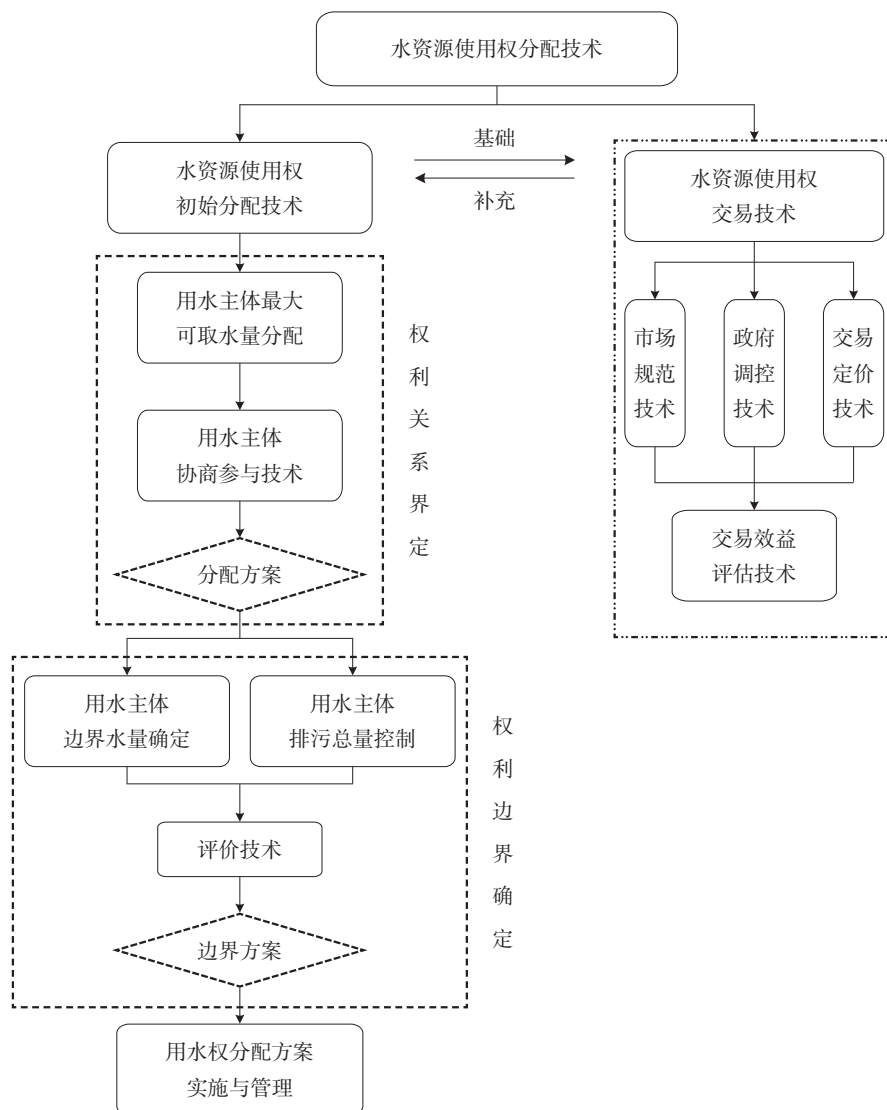 水资源使用权分配技术
水资源使用权
初始分配技术
基础
补充
水资源使用权
交易技术
用水主体最大
可取水量分配
用水主体
协商参与技术
分配方案
权利关系界定
市场
规范
技术
政府
调控
技术
交易
定价
技术
交易效益
评估技术
用水主体
边界水量确定
用水主体
排污总量控制
评价技术
边界方案
权利边界确定
用水权分配方案
实施与管理